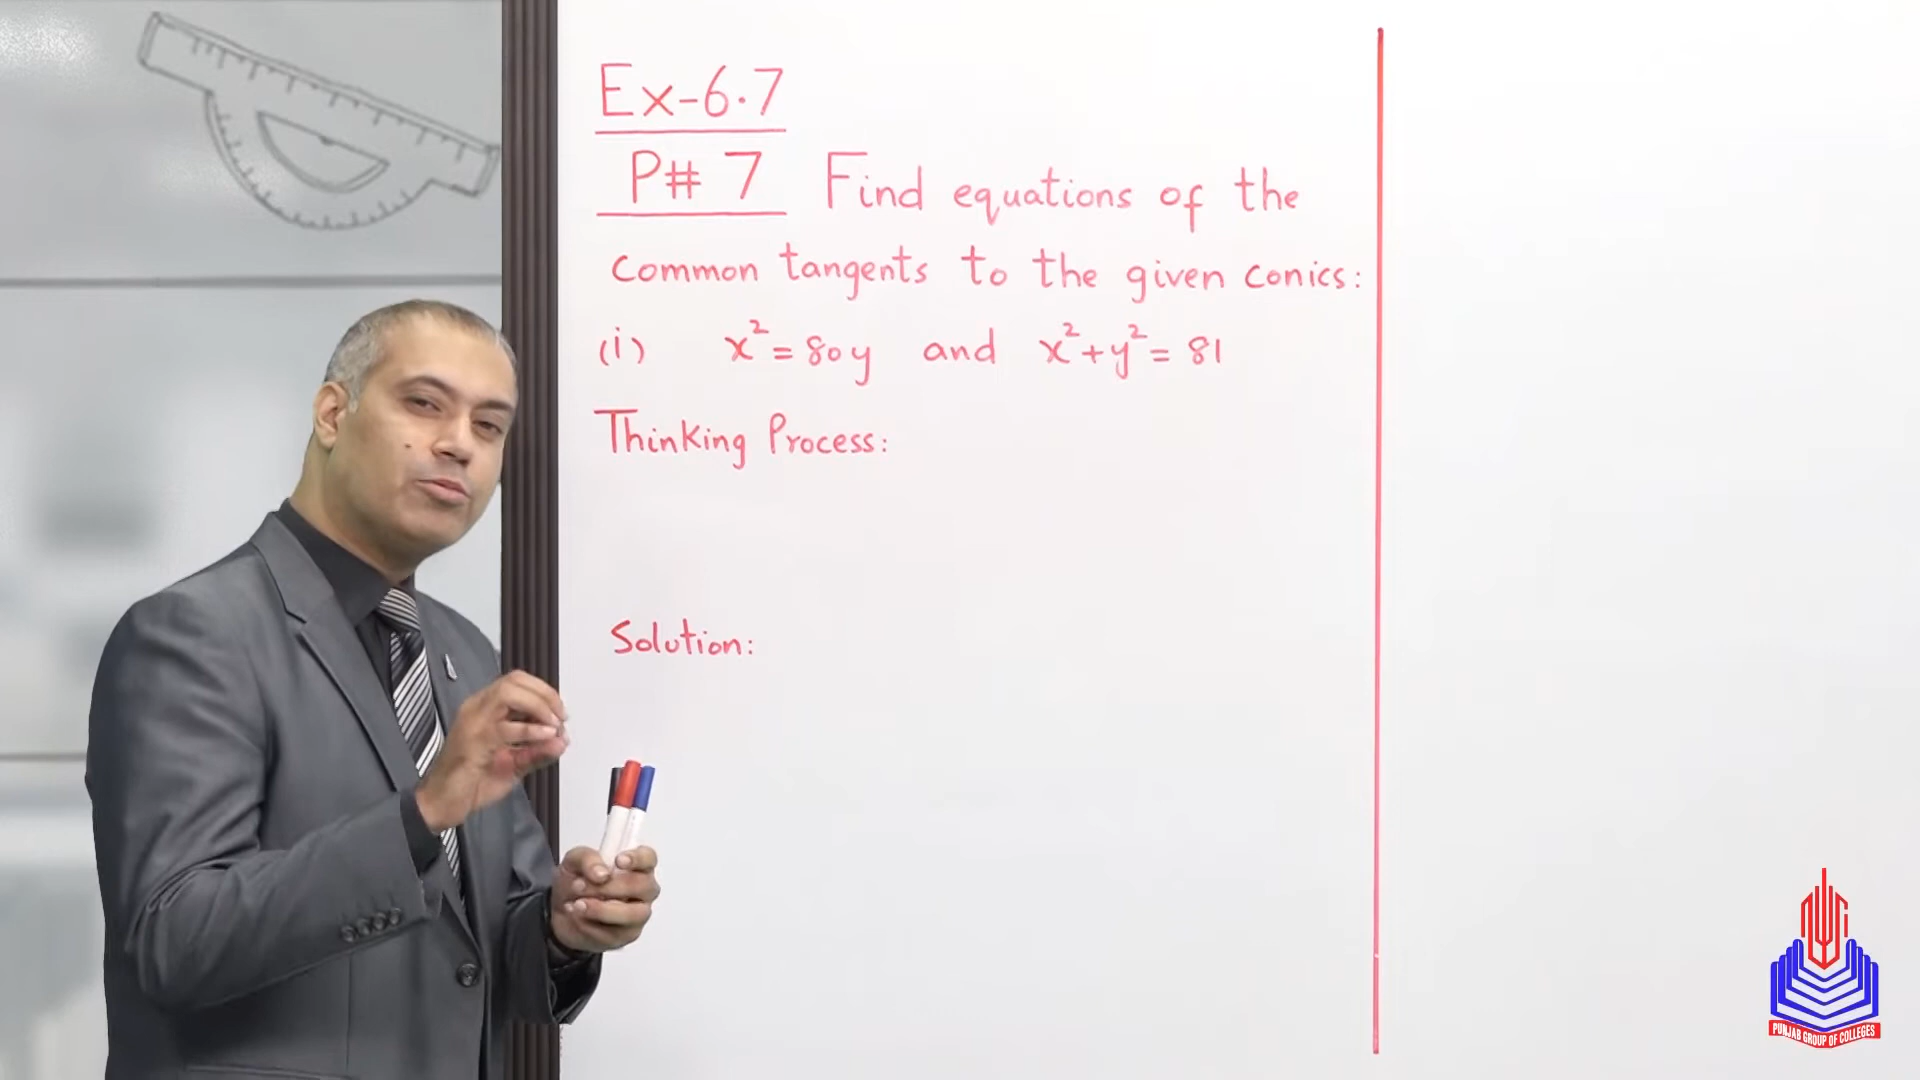 Ex-6.7
P# 7 Find equations of the
common tangents to the given conics:
(i) x²=80y and x²+y²=81
Thinking Process:
Solution:
PUNJAB GROUP OF COLLEGES